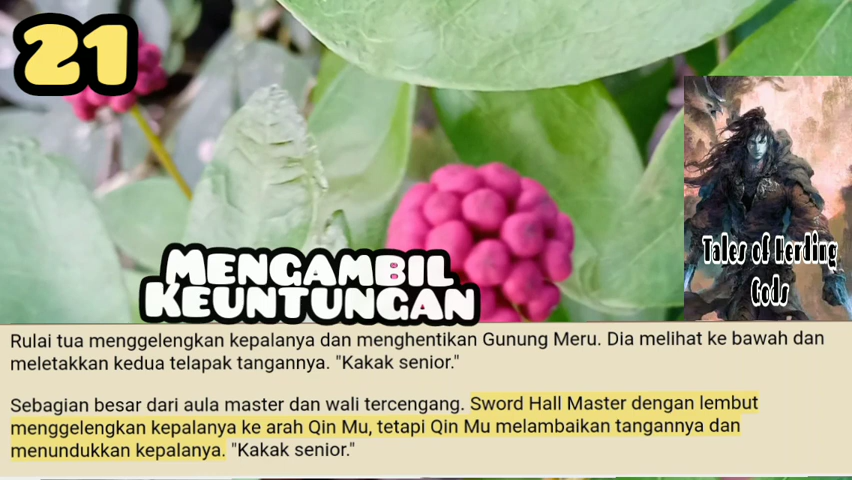 21
Tales of Herding
Gods
MENGAMBIL
KEUNTUNGAN
Rulai tua menggelengkan kepalanya dan menghentikan Gunung Meru. Dia melihat ke bawah dan
meletakkan kedua telapak tangannya. "Kakak senior."
Sebagian besar dari aula master dan wali tercengang. Sword Hall Master dengan lembut
menggelengkan kepalanya ke arah Qin Mu, tetapi Qin Mu melambaikan tangannya dan
menundukkan kepalanya. "Kakak senior."